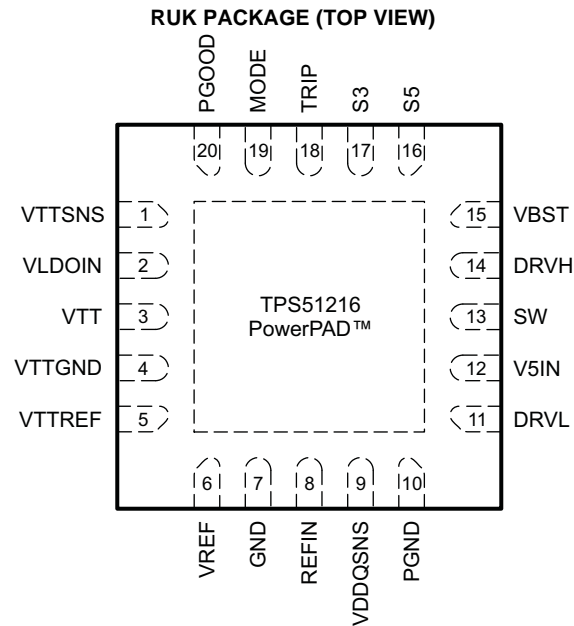 RUK PACKAGE (TOP VIEW)
PGOOD
MODE
TRIP
S3
S5
20
19
18
17
16
VTTSNS 1
VLDOIN 2
VTT 3
VTTGND 4
VTTREF 5
TPS51216
PowerPAD™
15 VBST
14 DRVH
13 SW
12 V5IN
11 DRVL
6
7
8
9
10
VREF
GND
REFIN
VDDQSNS
PGND